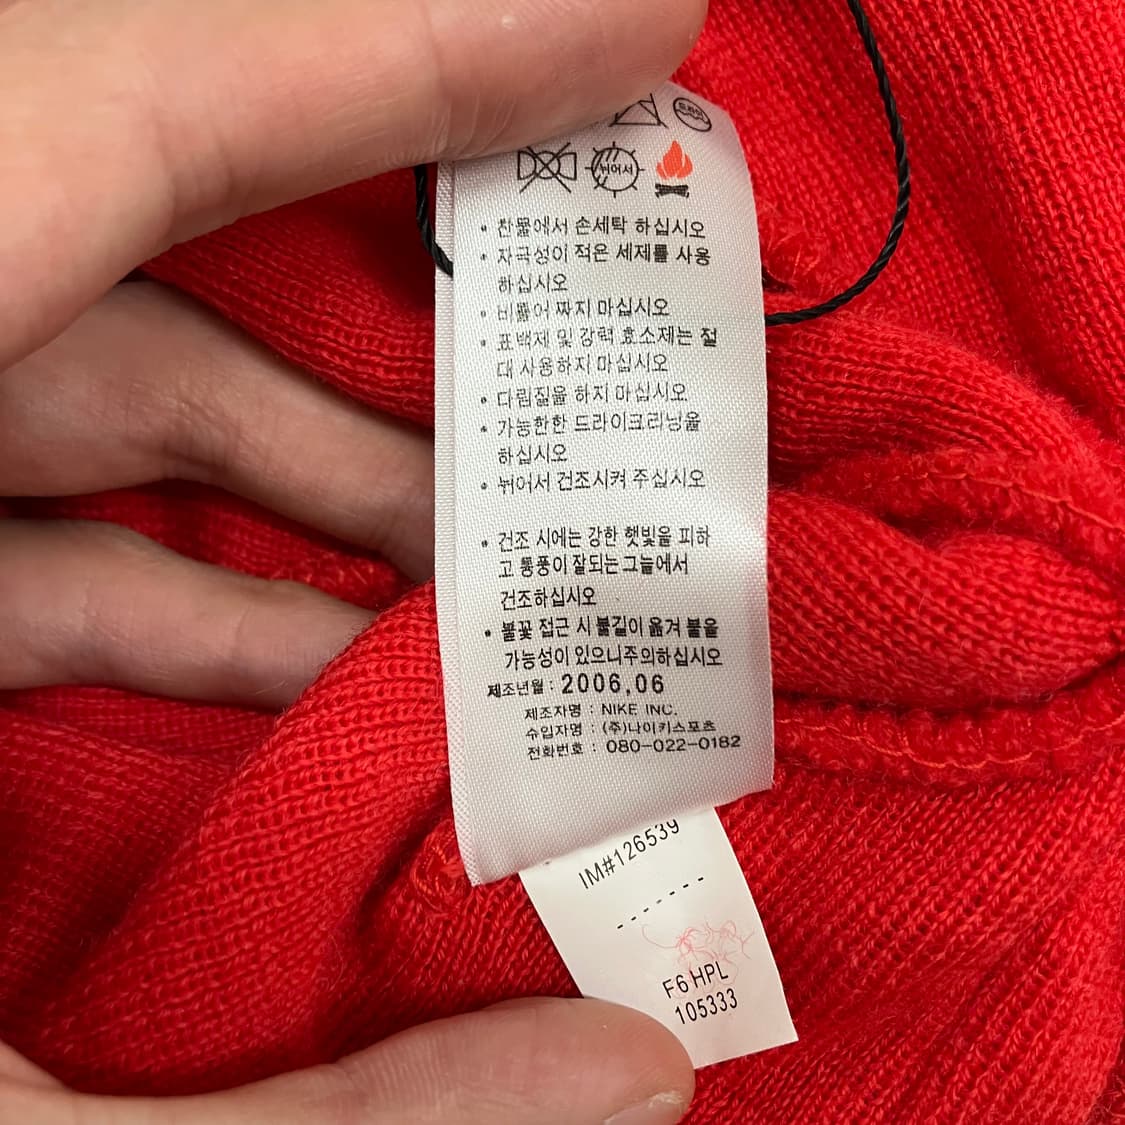 드라이
뉘어서
• 찬물에서 손세탁 하십시오
• 자극성이 적은 세제를 사용
하십시오
• 비틀어 짜지 마십시오
• 표백제 및 강력 효소제는 절
대 사용하지 마십시오
• 다림질을 하지 마십시오
• 가능한한 드라이크리닝을
하십시오
• 뉘어서 건조시켜 주십시오
• 건조 시에는 강한 햇빛을 피하
고 통풍이 잘되는 그늘에서
건조하십시오
• 불꽃 접근 시 불길이 옮겨 붙을
가능성이 있으니주의하십시오
제조년월 : 2006.06
제조자명 : NIKE INC.
수입자명 : (주)나이키스포츠
전화번호 : 080-022-0182
IM#126539
-------
F6 HPL
105333